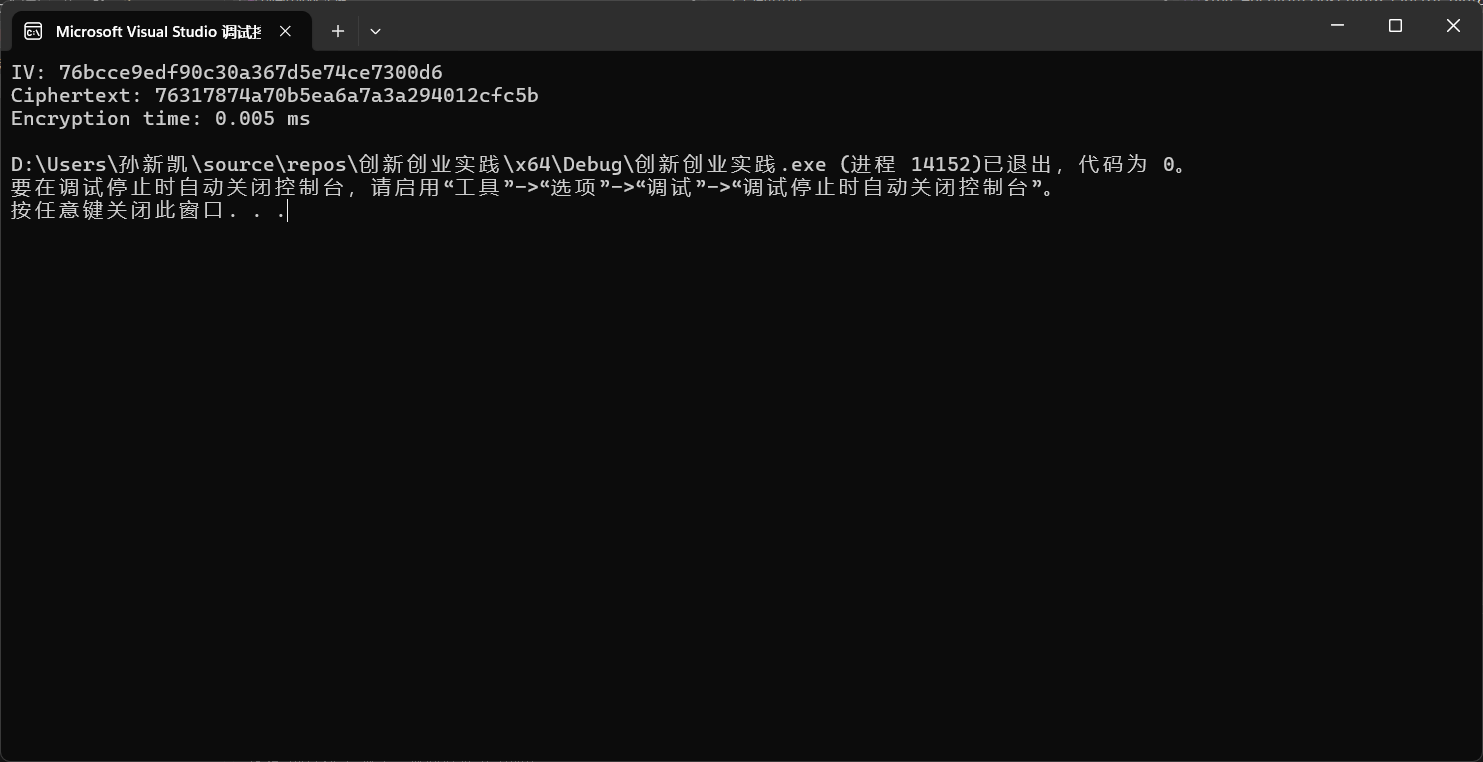 Microsoft Visual Studio 调试控
IV: 76bcce9edf90c30a367d5e74ce7300d6
Ciphertext: 76317874a70b5ea6a7a3a294012cfc5b
Encryption time: 0.005 ms
D:\Users\孙新凯\source\repos\创新创业实践\x64\Debug\创新创业实践.exe (进程 14152)已退出，代码为 0。
要在调试停止时自动关闭控制台，请启用“工具”->“选项”->“调试”->“调试停止时自动关闭控制台”。
按任意键关闭此窗口. . .